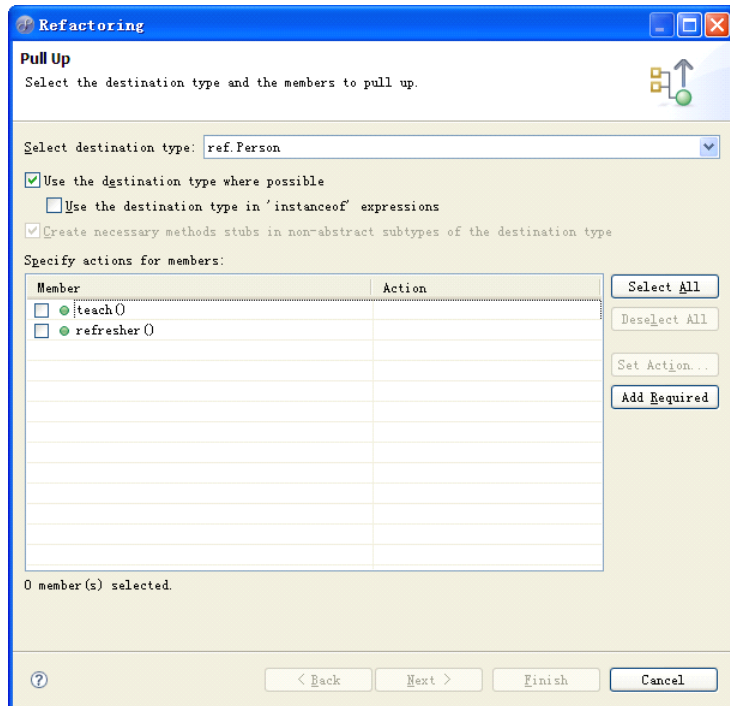 Refactoring
Pull Up
Select the destination type and the members to pull up.
Select destination type: ref.Person
Use the destination type where possible
Use the destination type in 'instanceof' expressions
Create necessary methods stubs in non-abstract subtypes of the destination type
Specify actions for members:
Member Action
teach()
refresher()
Select All
Deselect All
Set Action...
Add Required
0 member(s) selected.
? < Back Next > Finish Cancel